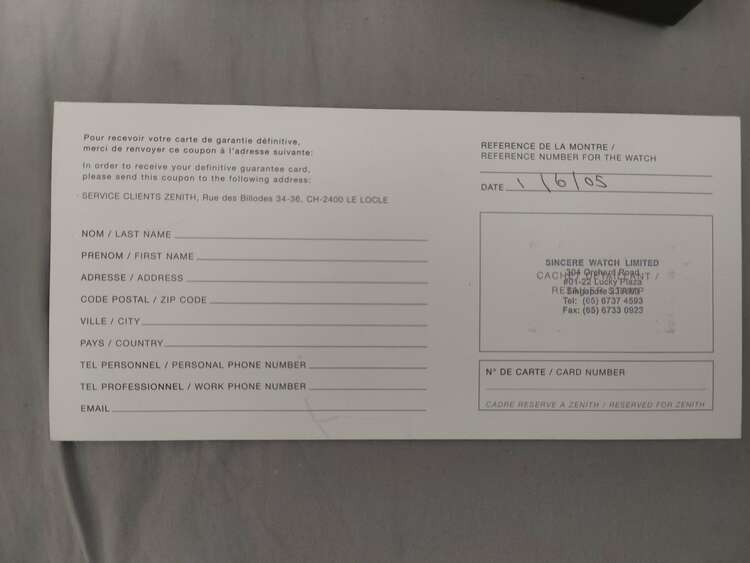 Pour recevoir votre carte de garantie définitive,
merci de renvoyer ce coupon à l'adresse suivante:
In order to receive your definitive guarantee card,
please send this coupon to the following address:
SERVICE CLIENTS ZENITH, Rue des Billodes 34-36, CH-2400 LE LOCLE
NOM / LAST NAME
PRENOM / FIRST NAME
ADRESSE / ADDRESS
CODE POSTAL / ZIP CODE
VILLE / CITY
PAYS / COUNTRY
TEL PERSONNEL / PERSONAL PHONE NUMBER
TEL PROFESSIONNEL / WORK PHONE NUMBER
EMAIL
REFERENCE DE LA MONTRE /
REFERENCE NUMBER FOR THE WATCH
DATE 1/6/05
SINCERE WATCH LIMITED
304 Orchard Road
CACHET DETAILLANT /
#01-22 Lucky Plaza
RETAILER STAMP
Singapore
Tel: (65) 6737 4593
Fax: (65) 6733 0923
N° DE CARTE / CARD NUMBER
CADRE RESERVE A ZENITH / RESERVED FOR ZENITH